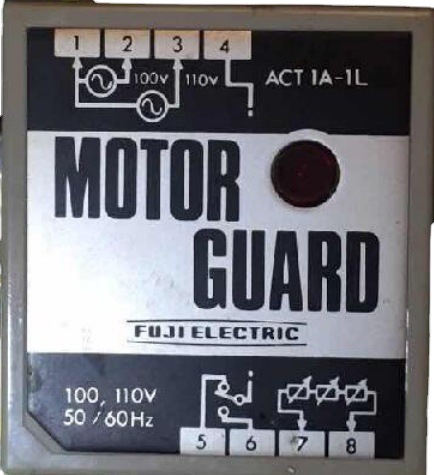 1 2 3 4
100V 110V ACT 1A-1L
MOTOR
GUARD
FUJI ELECTRIC
100, 110V
50/60Hz
5 6 7 8